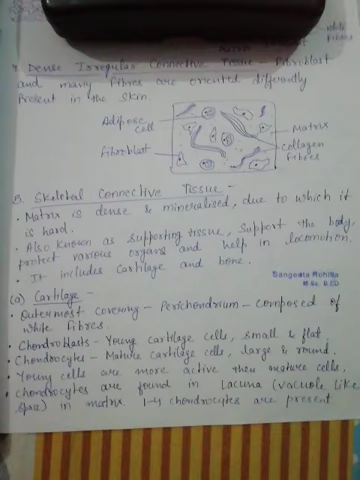 white
fibres
Dense Irregular Connective Tissue - Fibroblast
and many fibres are oriented differently
Present in the skin.
Adipose
cell
Fibroblast
Matrix
collagen
fibres
5. Skeletal Connective Tissue -
• Matrix is dense & mineralised, due to which it
is hard.
• Also known as supporting tissue, support the body,
protect various organs and help in locomotion.
• It includes cartilage and bone.
Sangeeta Rohilla
M.Sc. B.ED
(a) Cartilage -
• Outermost covering - Perichondrium - composed of
white fibres.
• Chondroblasts - Young cartilage cells, small & flat.
• Chondrocytes - Mature cartilage cells, large & round.
• Young cells are more active than mature cells.
• Chondrocytes are found in Lacuna (vacuole like
space) in matrix. 1-4 chondrocytes are present